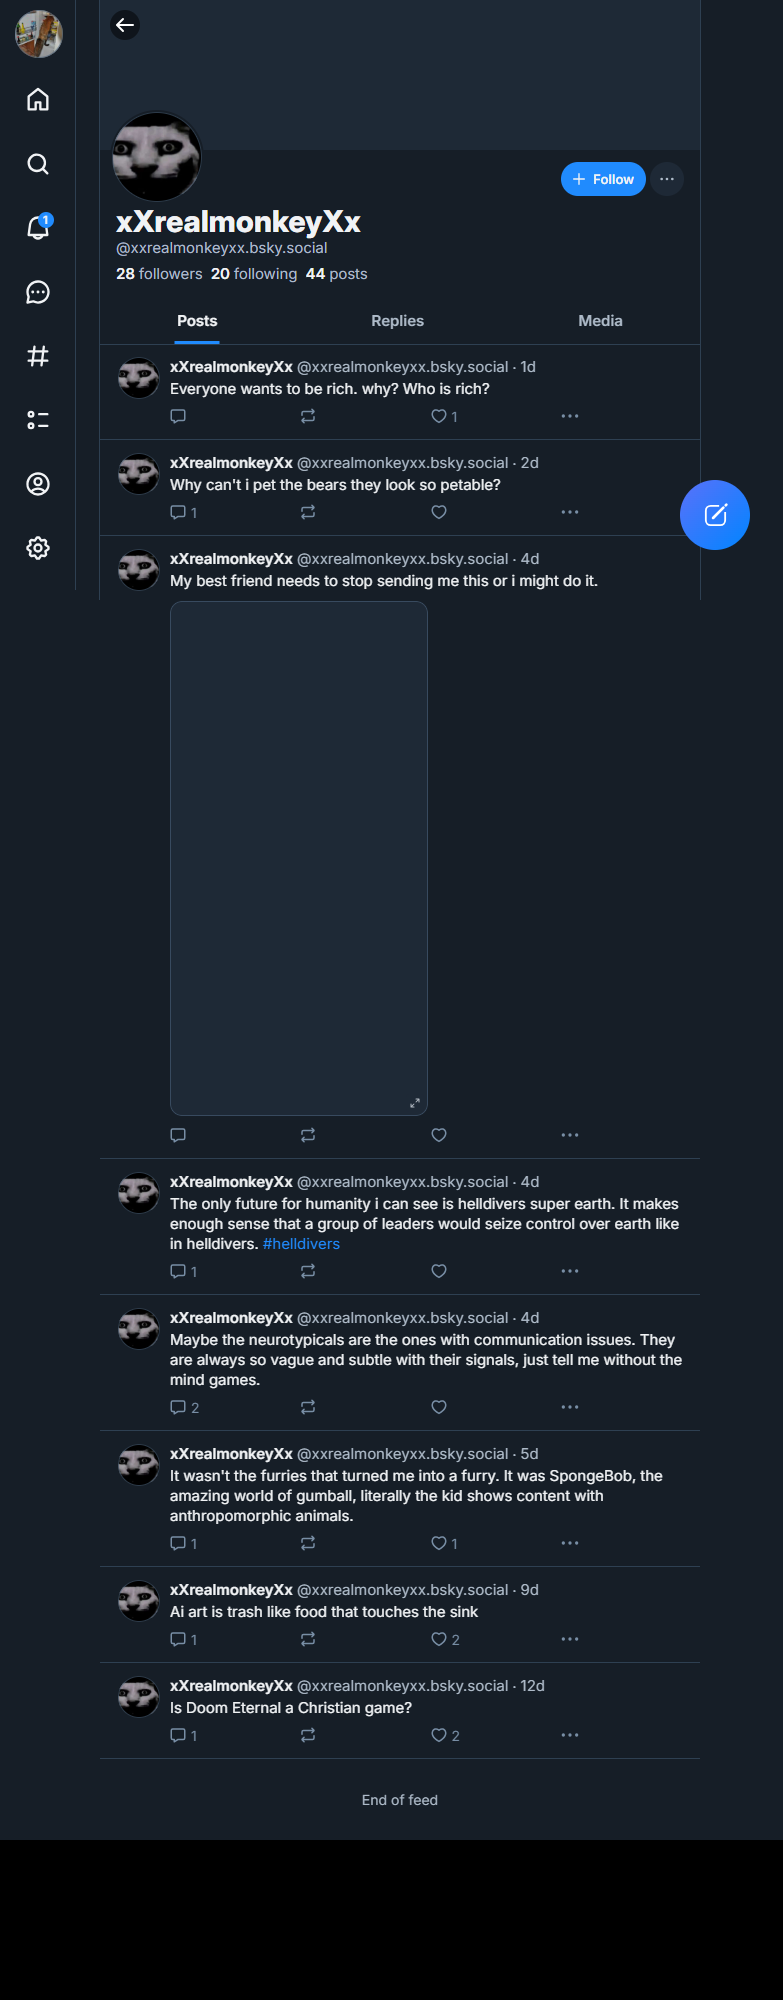 1
+ Follow
xXrealmonkeyXx
@xxrealmonkeyxx.bsky.social
28 followers 20 following 44 posts
Posts Replies Media
xXrealmonkeyXx @xxrealmonkeyxx.bsky.social · 1d
Everyone wants to be rich. why? Who is rich?
1
xXrealmonkeyXx @xxrealmonkeyxx.bsky.social · 2d
Why can't i pet the bears they look so petable?
1
xXrealmonkeyXx @xxrealmonkeyxx.bsky.social · 4d
My best friend needs to stop sending me this or i might do it.
xXrealmonkeyXx @xxrealmonkeyxx.bsky.social · 4d
The only future for humanity i can see is helldivers super earth. It makes
enough sense that a group of leaders would seize control over earth like
in helldivers. #helldivers
1
xXrealmonkeyXx @xxrealmonkeyxx.bsky.social · 4d
Maybe the neurotypicals are the ones with communication issues. They
are always so vague and subtle with their signals, just tell me without the
mind games.
2
xXrealmonkeyXx @xxrealmonkeyxx.bsky.social · 5d
It wasn't the furries that turned me into a furry. It was SpongeBob, the
amazing world of gumball, literally the kid shows content with
anthropomorphic animals.
1 1
xXrealmonkeyXx @xxrealmonkeyxx.bsky.social · 9d
Ai art is trash like food that touches the sink
1 2
xXrealmonkeyXx @xxrealmonkeyxx.bsky.social · 12d
Is Doom Eternal a Christian game?
1 2
End of feed